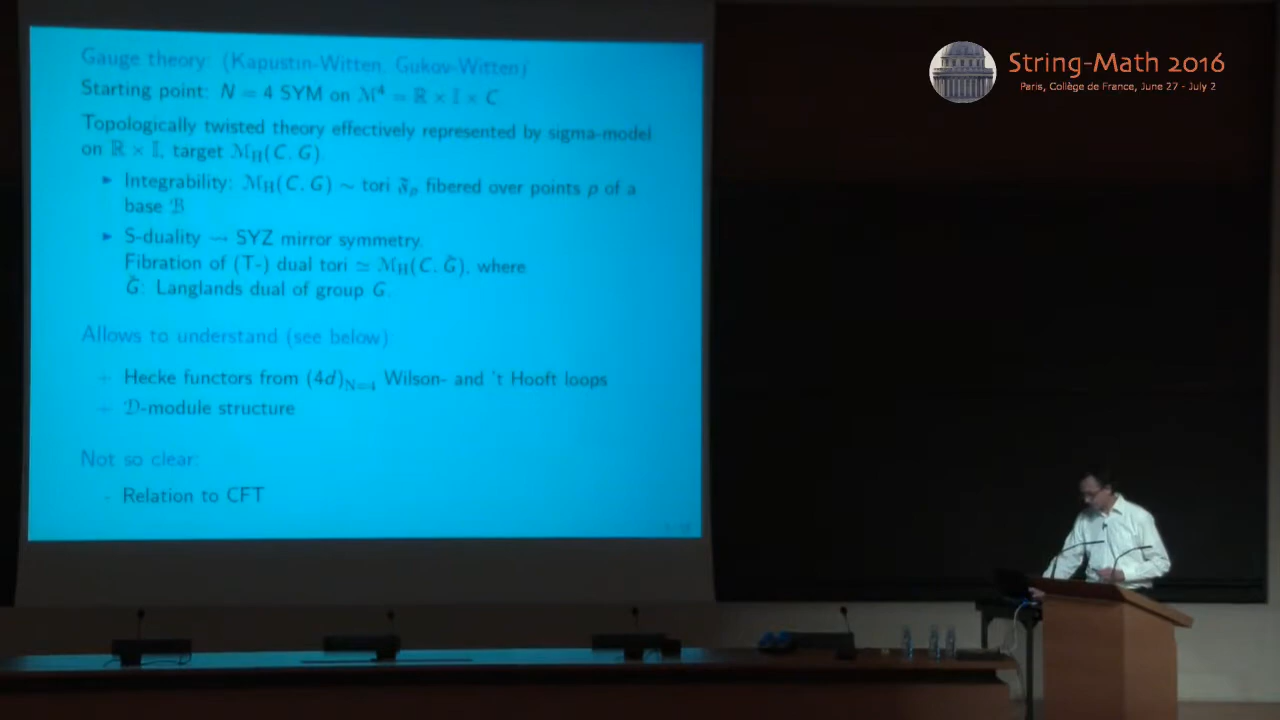 Gauge theory: (Kapustin-Witten, Gukov-Witten)
Starting point: N = 4 SYM on M⁴ = ℝ × 𝕀 × C
Topologically twisted theory effectively represented by sigma-model
on ℝ × 𝕀, target M_H(C, G).
► Integrability: M_H(C, G) ∼ tori 𝔉_p fibered over points p of a
base B
► S-duality → SYZ mirror symmetry.
Fibration of (T-) dual tori ≃ M_H(C, Ǧ), where
Ǧ: Langlands dual of group G.
Allows to understand (see below):
+ Hecke functors from (4d)_N=4 Wilson- and 't Hooft loops
+ D-module structure
Not so clear:
- Relation to CFT
String-Math 2016
Paris, Collège de France, June 27 - July 2